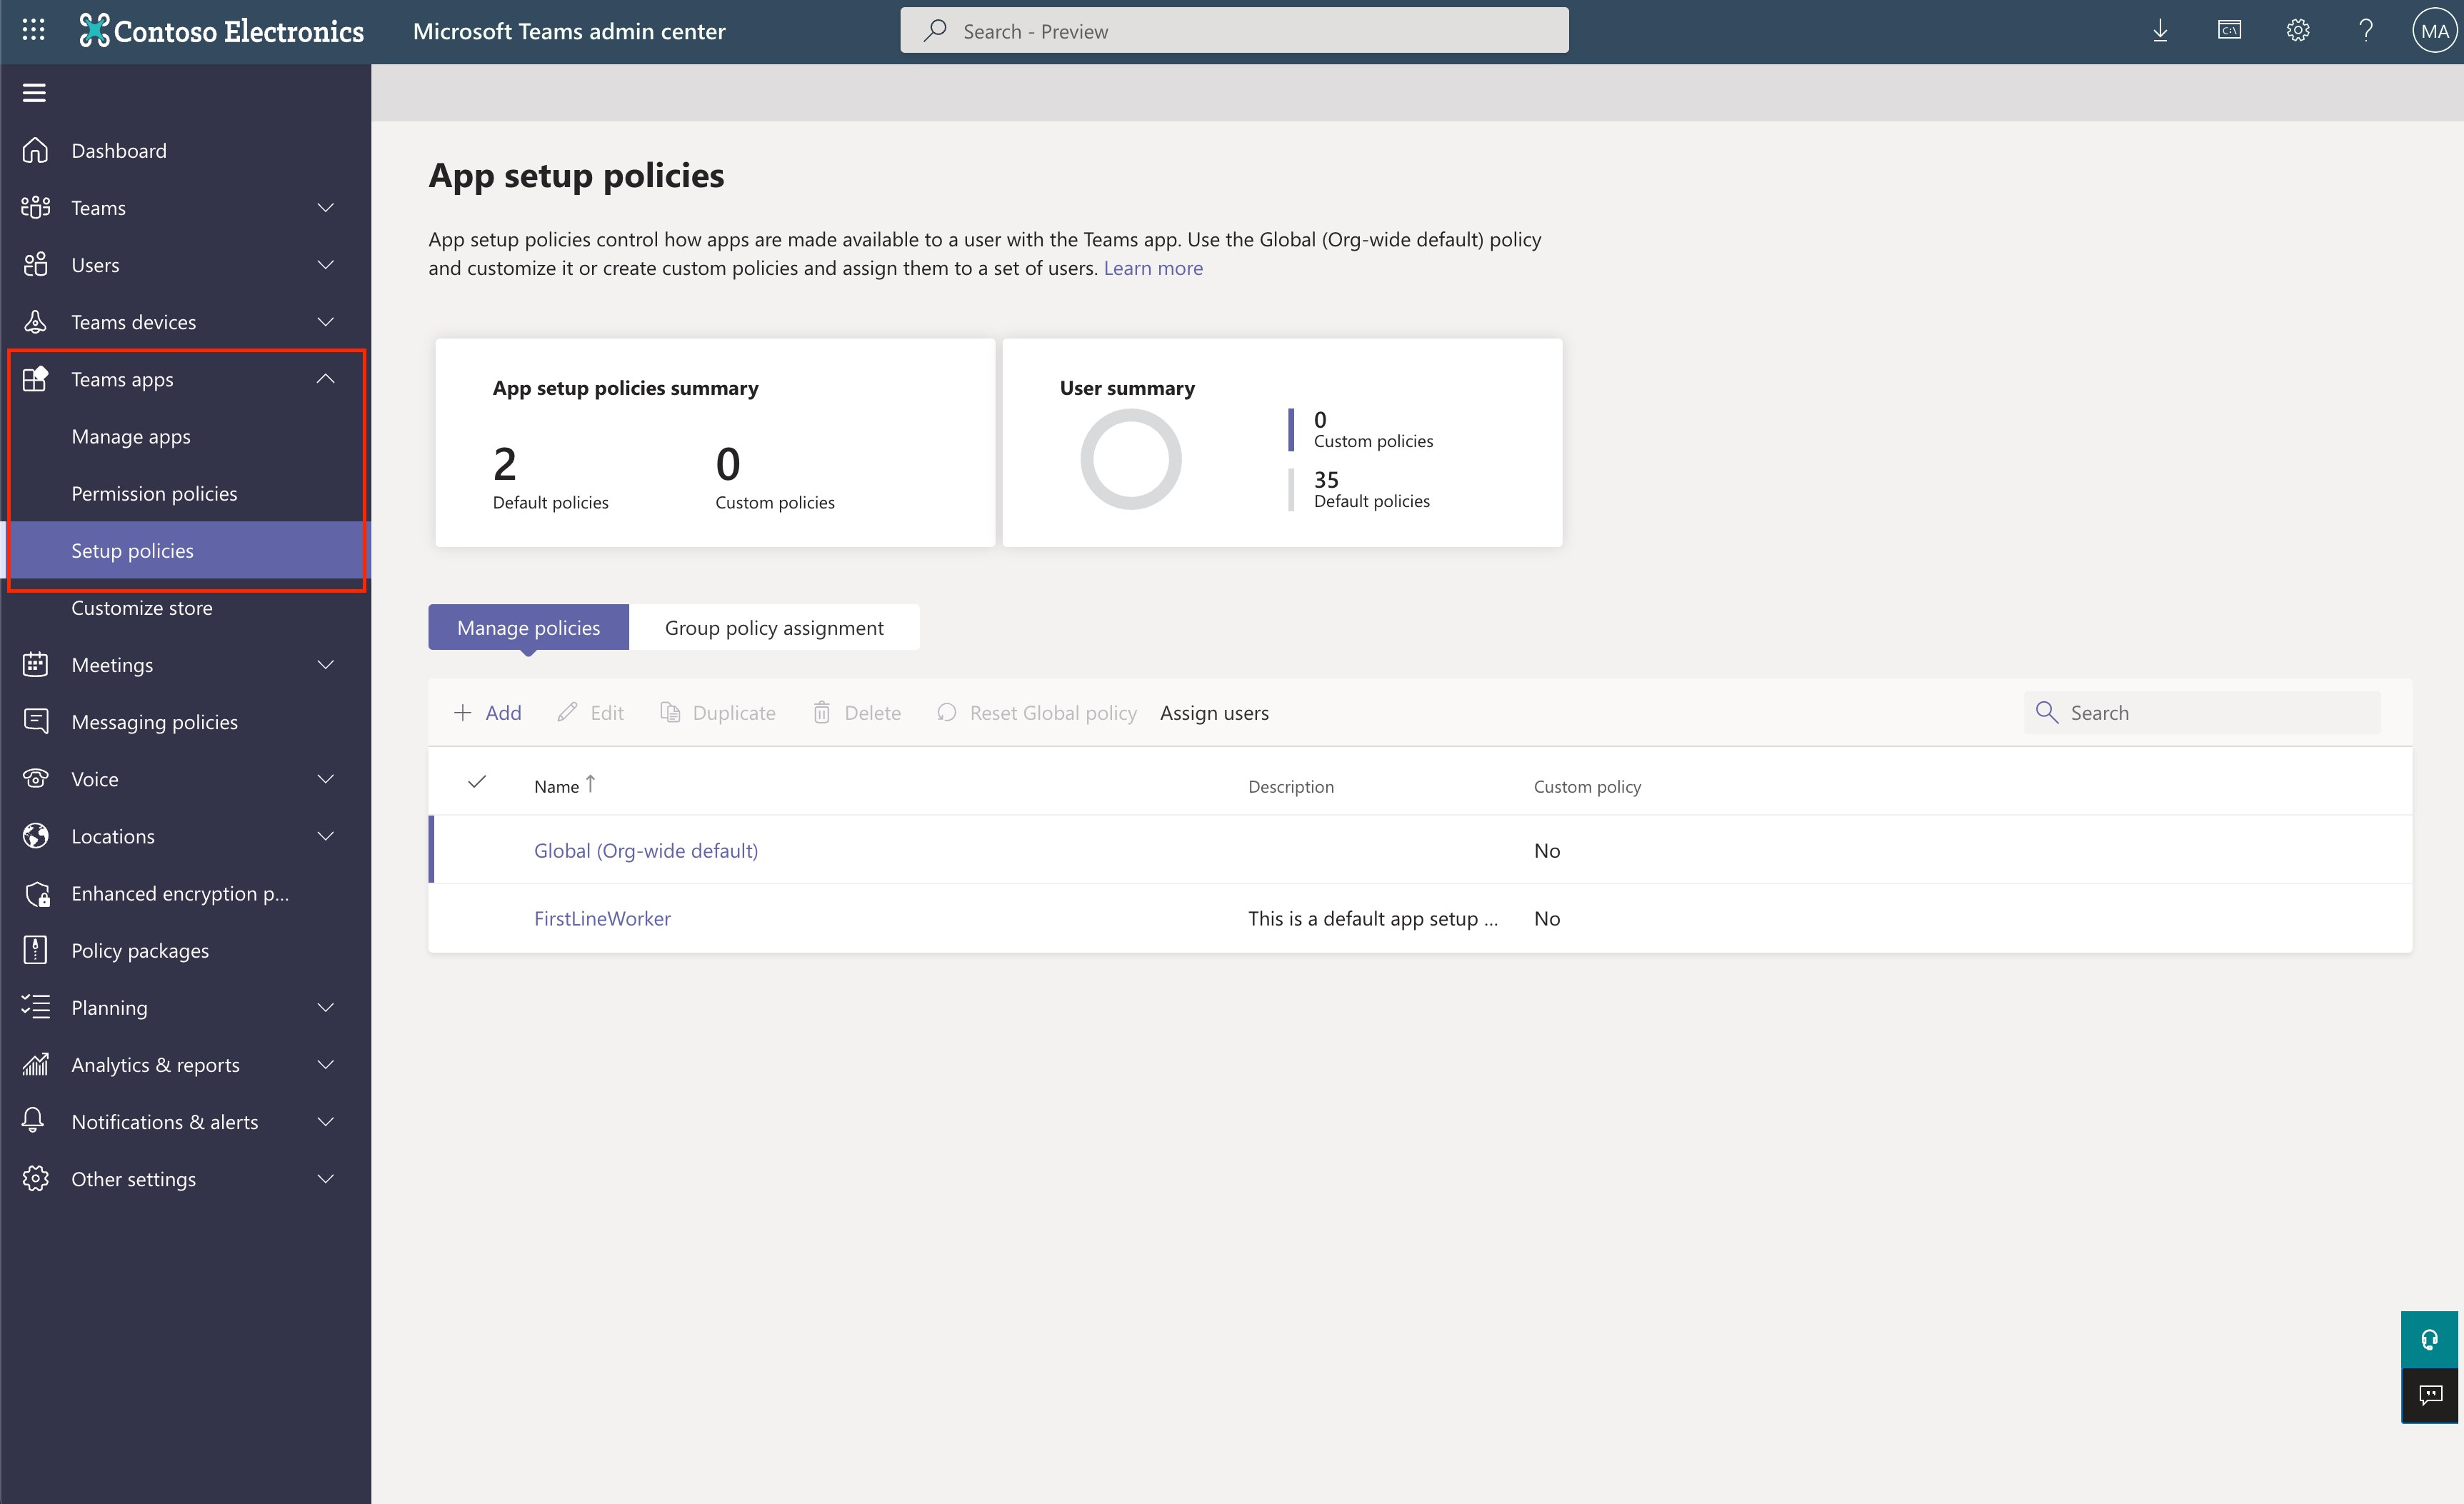 Contoso Electronics
Microsoft Teams admin center
Search - Preview
C:\
?
MA
Dashboard
Teams
Users
Teams devices
Teams apps
Manage apps
Permission policies
Setup policies
Customize store
Meetings
Messaging policies
Voice
Locations
Enhanced encryption p...
Policy packages
Planning
Analytics & reports
Notifications & alerts
Other settings
App setup policies
App setup policies control how apps are made available to a user with the Teams app. Use the Global (Org-wide default) policy
and customize it or create custom policies and assign them to a set of users. Learn more
App setup policies summary
2
Default policies
0
Custom policies
User summary
0
Custom policies
35
Default policies
Manage policies
Group policy assignment
Add Edit Duplicate Delete Reset Global policy Assign users Search
Name Description Custom policy
Global (Org-wide default) No
FirstLineWorker This is a default app setup ... No